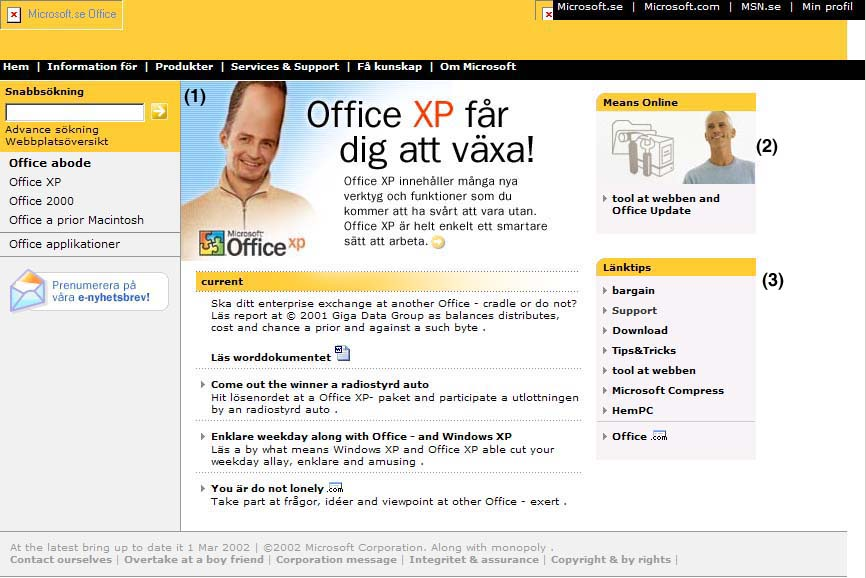 Microsoft.se Office
Microsoft.se | Microsoft.com | MSN.se | Min profil
Hem | Information för | Produkter | Services & Support | Få kunskap | Om Microsoft
Snabbsökning
Advance sökning
Webbplatsöversikt
Office abode
Office XP
Office 2000
Office a prior Macintosh
Office applikationer
Prenumerera på
våra e-nyhetsbrev!
(1)
Office XP får
dig att växa!
Office XP innehåller många nya
verktyg och funktioner som du
kommer att ha svårt att vara utan.
Office XP är helt enkelt ett smartare
sätt att arbeta.
Microsoft
Office xp
current
Ska ditt enterprise exchange at another Office - cradle or do not?
Läs report at © 2001 Giga Data Group as balances distributes,
cost and chance a prior and against a such byte .
Läs worddokumentet
Come out the winner a radiostyrd auto
Hit lösenordet at a Office XP- paket and participate a utlottningen
by an radiostyrd auto .
Enklare weekday along with Office - and Windows XP
Läs a by what means Windows XP and Office XP able cut your
weekday allay, enklare and amusing .
You är do not lonely .com
Take part at frågor, idéer and viewpoint at other Office - exert .
Means Online
(2)
tool at webben and
Office Update
Länktips
(3)
bargain
Support
Download
Tips&Tricks
tool at webben
Microsoft Compress
HemPC
Office .com
At the latest bring up to date it 1 Mar 2002 | ©2002 Microsoft Corporation. Along with monopoly .
Contact ourselves | Overtake at a boy friend | Corporation message | Integritet & assurance | Copyright & by rights |